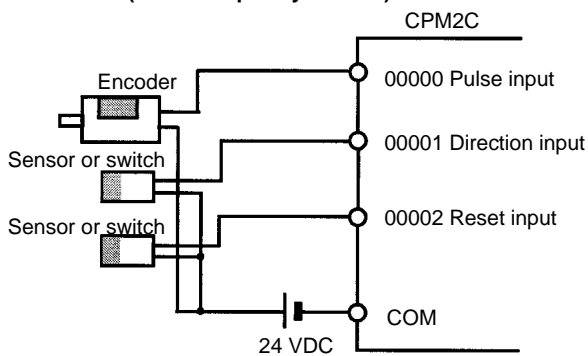 CPM2C
Encoder
00000 Pulse input
00001 Direction input
Sensor or switch
Sensor or switch
00002 Reset input
COM
24 VDC